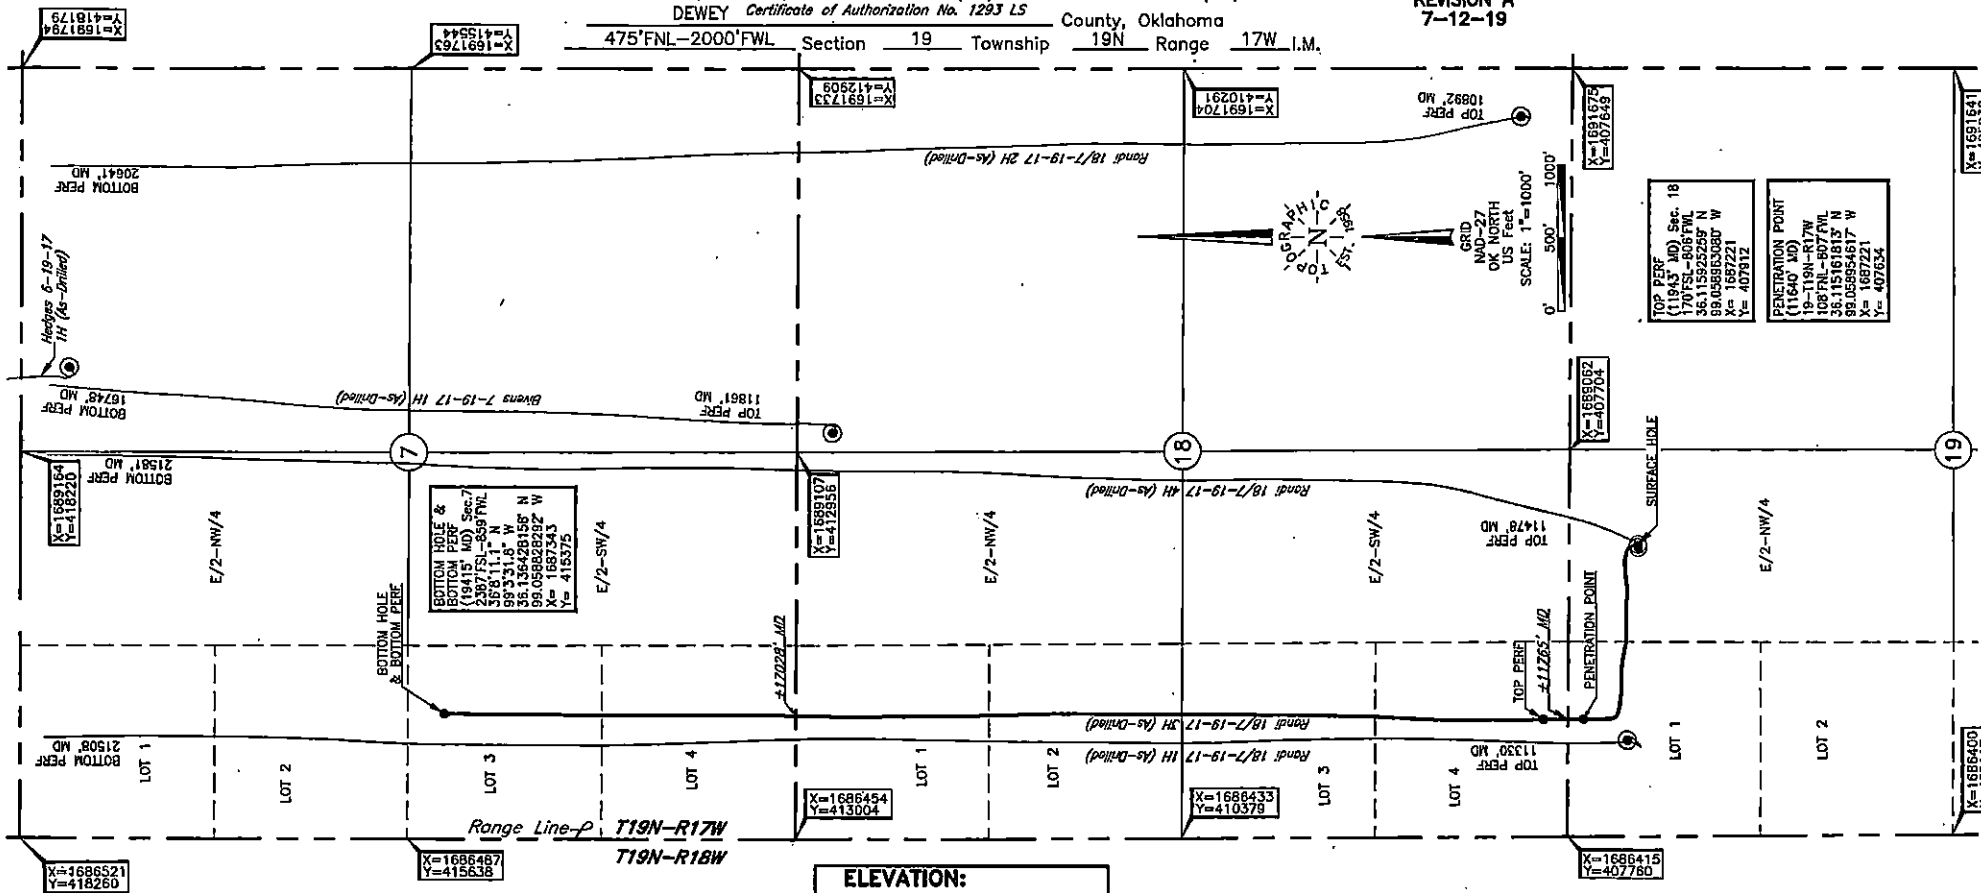 DEWEY Certificate of Authorization No. 1293 LS
County, Oklahoma
REVISION A
7-12-19
475'FNL-2000'FWL Section 19 Township 19N Range 17W I.M.
X=1691794
Y=418179
X=1691763
Y=415544
X=1691733
Y=412909
X=1691704
Y=410291
X=1691675
Y=407649
X=1691641
BOTTOM PERF
20641' MD
Randi 18/7-19-17 2H (As-Drilled)
TOP PERF
10892' MD
Hedges 6-19-17
1H (As-Drilled)
BOTTOM PERF
16748' MD
Bivens 7-19-17 1H (As-Drilled)
TOP PERF
11861' MD
TOPOGRAPHIC
N
EST. 1950
GRID
NAD-27
OK NORTH
US Feet
SCALE: 1"=1000'
0' 500' 1000'
TOP PERF
(11943' MD) Sec. 18
170'FSL-806'FWL
36.11592529° N
99.05896308° W
X= 1687221
Y= 407912
PENETRATION POINT
(11640' MD)
19-T19N-R17W
108'FNL-807'FWL
36.11516181° N
99.05895461° W
X= 1687221
Y= 407634
X=1689164
Y=418220
BOTTOM PERF
21581' MD
7
18
19
X=1689107
Y=412956
X=1689062
Y=407704
SURFACE HOLE
Randi 18/7-19-17 4H (As-Drilled)
TOP PERF
11478' MD
E/2-NW/4
BOTTOM HOLE &
BOTTOM PERF
(19415' MD) Sec.7
2387'FSL-859'FWL
36°8'11.1" N
99°3'31.8" W
X= 1687343
Y= 415375
E/2-SW/4
E/2-NW/4
E/2-SW/4
E/2-NW/4
BOTTOM HOLE
& BOTTOM PERF
±17028' MD
TOP PERF
±11765' MD
PENETRATION POINT
Randi 18/7-19-17 3H (As-Drilled)
Randi 18/7-19-17 1H (As-Drilled)
BOTTOM PERF
21508' MD
TOP PERF
11330' MD
LOT 1
LOT 2
LOT 3
LOT 4
LOT 1
LOT 2
LOT 3
LOT 4
LOT 1
LOT 2
X=1686454
Y=413004
X=1686433
Y=410379
X=1686400
Range Line T19N-R17W
T19N-R18W
X=1686521
Y=418260
X=1686487
Y=415638
X=1686415
Y=407760
ELEVATION: